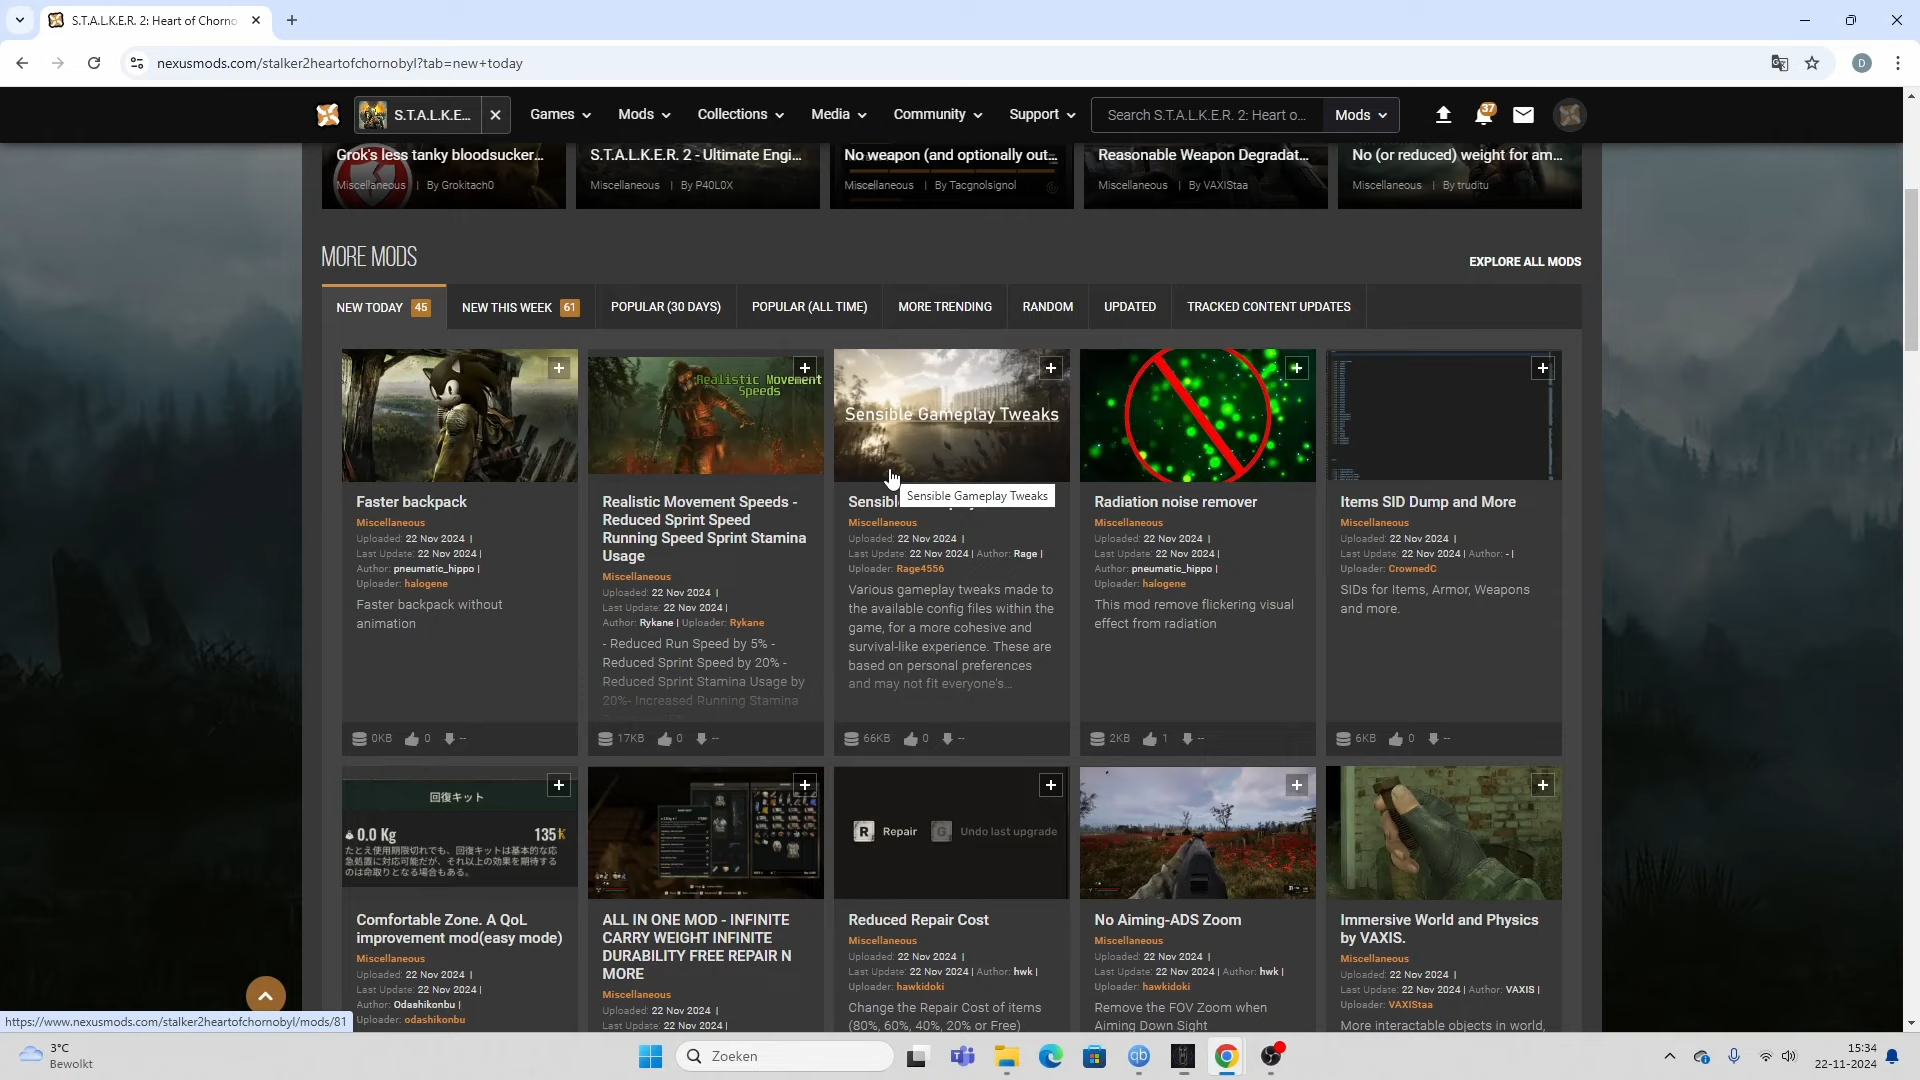 S.T.A.L.K.E.R. 2: Heart of Chorno
nexusmods.com/stalker2heartofchornobyl?tab=new+today
D
S.T.A.L.K.E...
Games
Mods
Collections
Media
Community
Support
Search S.T.A.L.K.E.R. 2: Heart o...
Mods
37
Grok's less tanky bloodsucker...
Miscellaneous | By Grokitach0
S.T.A.L.K.E.R. 2 - Ultimate Engi...
Miscellaneous | By P40L0X
No weapon (and optionally out...
Miscellaneous | By Tacgnolsignol
Reasonable Weapon Degradat...
Miscellaneous | By VAXIStaa
No (or reduced) weight for am...
Miscellaneous | By truditu
MORE MODS
EXPLORE ALL MODS
NEW TODAY 45
NEW THIS WEEK 61
POPULAR (30 DAYS)
POPULAR (ALL TIME)
MORE TRENDING
RANDOM
UPDATED
TRACKED CONTENT UPDATES
Faster backpack
Miscellaneous
Uploaded: 22 Nov 2024 |
Last Update: 22 Nov 2024 |
Author: pneumatic_hippo |
Uploader: halogene
Faster backpack without
animation
0KB 0 --
Realistic Movement
Speeds
Realistic Movement Speeds -
Reduced Sprint Speed
Running Speed Sprint Stamina
Usage
Miscellaneous
Uploaded: 22 Nov 2024 |
Last Update: 22 Nov 2024 |
Author: Rykane | Uploader: Rykane
- Reduced Run Speed by 5% -
Reduced Sprint Speed by 20% -
Reduced Sprint Stamina Usage by
20%- Increased Running Stamina
17KB 0 --
Sensible Gameplay Tweaks
Sensibl
Sensible Gameplay Tweaks
Miscellaneous
Uploaded: 22 Nov 2024 |
Last Update: 22 Nov 2024 | Author: Rage |
Uploader: Rage4556
Various gameplay tweaks made to
the available config files within the
game, for a more cohesive and
survival-like experience. These are
based on personal preferences
and may not fit everyone's...
66KB 0 --
Radiation noise remover
Miscellaneous
Uploaded: 22 Nov 2024 |
Last Update: 22 Nov 2024 |
Author: pneumatic_hippo |
Uploader: halogene
This mod remove flickering visual
effect from radiation
2KB 1 --
Items SID Dump and More
Miscellaneous
Uploaded: 22 Nov 2024 |
Last Update: 22 Nov 2024 | Author: - |
Uploader: CrownedC
SIDs for Items, Armor, Weapons
and more.
6KB 0 --
回復キット
0.0 Kg 135
たとえ使用期限切れでも、回復キットは基本的な応
急処置に対応可能だが、それ以上の効果を期待する
のは命取りとなる場合もある。
Comfortable Zone. A QoL
improvement mod(easy mode)
Miscellaneous
Uploaded: 22 Nov 2024 |
Last Update: 22 Nov 2024 |
Author: Odashikonbu |
Uploader: odashikonbu
ALL IN ONE MOD - INFINITE
CARRY WEIGHT INFINITE
DURABILITY FREE REPAIR N
MORE
Miscellaneous
Uploaded: 22 Nov 2024 |
Last Update: 22 Nov 2024 |
R Repair G Undo last upgrade
Reduced Repair Cost
Miscellaneous
Uploaded: 22 Nov 2024 |
Last Update: 22 Nov 2024 | Author: hwk |
Uploader: hawkidoki
Change the Repair Cost of items
(80%, 60%, 40%, 20% or Free)
No Aiming-ADS Zoom
Miscellaneous
Uploaded: 22 Nov 2024 |
Last Update: 22 Nov 2024 | Author: hwk |
Uploader: hawkidoki
Remove the FOV Zoom when
Aiming Down Sight
Immersive World and Physics
by VAXIS.
Miscellaneous
Uploaded: 22 Nov 2024 |
Last Update: 22 Nov 2024 | Author: VAXIS |
Uploader: VAXIStaa
More interactable objects in world,
https://www.nexusmods.com/stalker2heartofchornobyl/mods/81
3°C
Bewolkt
Zoeken
15:34
22-11-2024